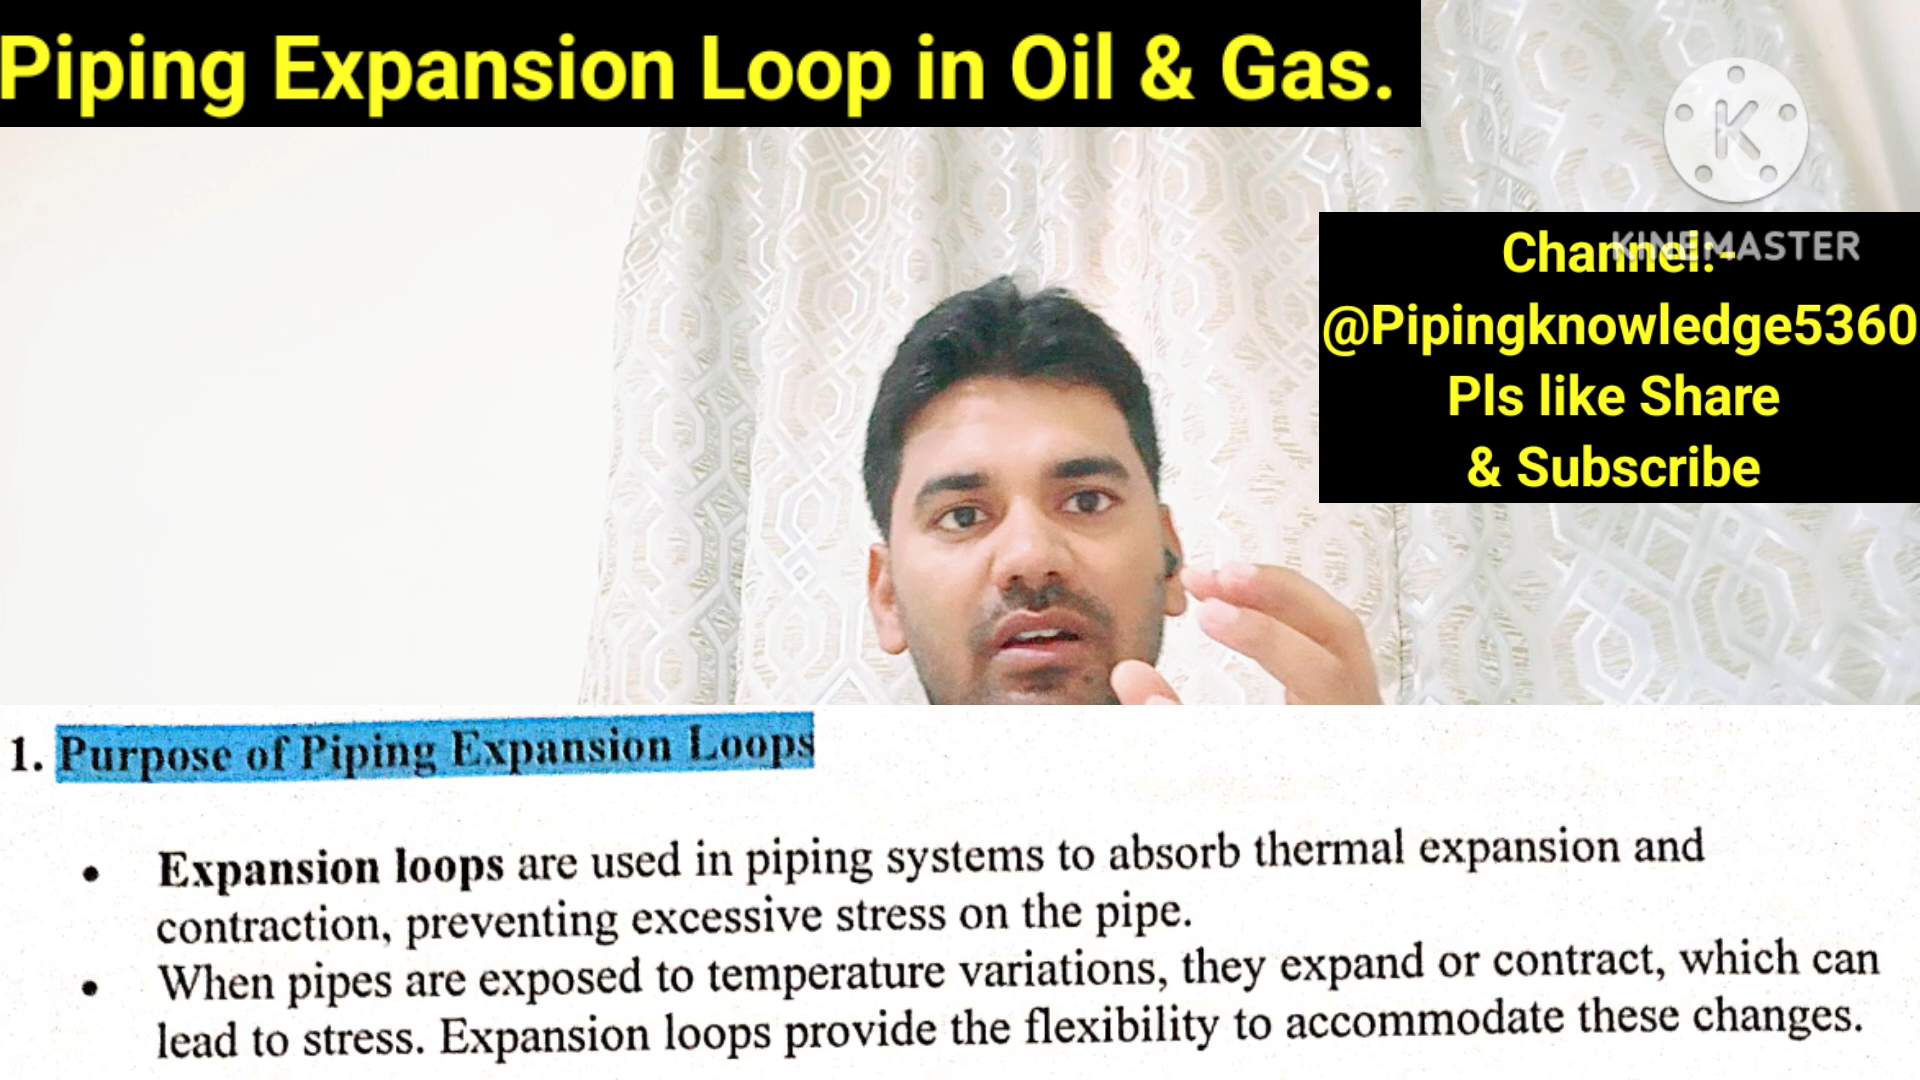 Piping Expansion Loop in Oil & Gas.
K
KINEMASTER
Channel:-
@Pipingknowledge5360
Pls like Share
& Subscribe
1. Purpose of Piping Expansion Loops
• Expansion loops are used in piping systems to absorb thermal expansion and
contraction, preventing excessive stress on the pipe.
• When pipes are exposed to temperature variations, they expand or contract, which can
lead to stress. Expansion loops provide the flexibility to accommodate these changes.